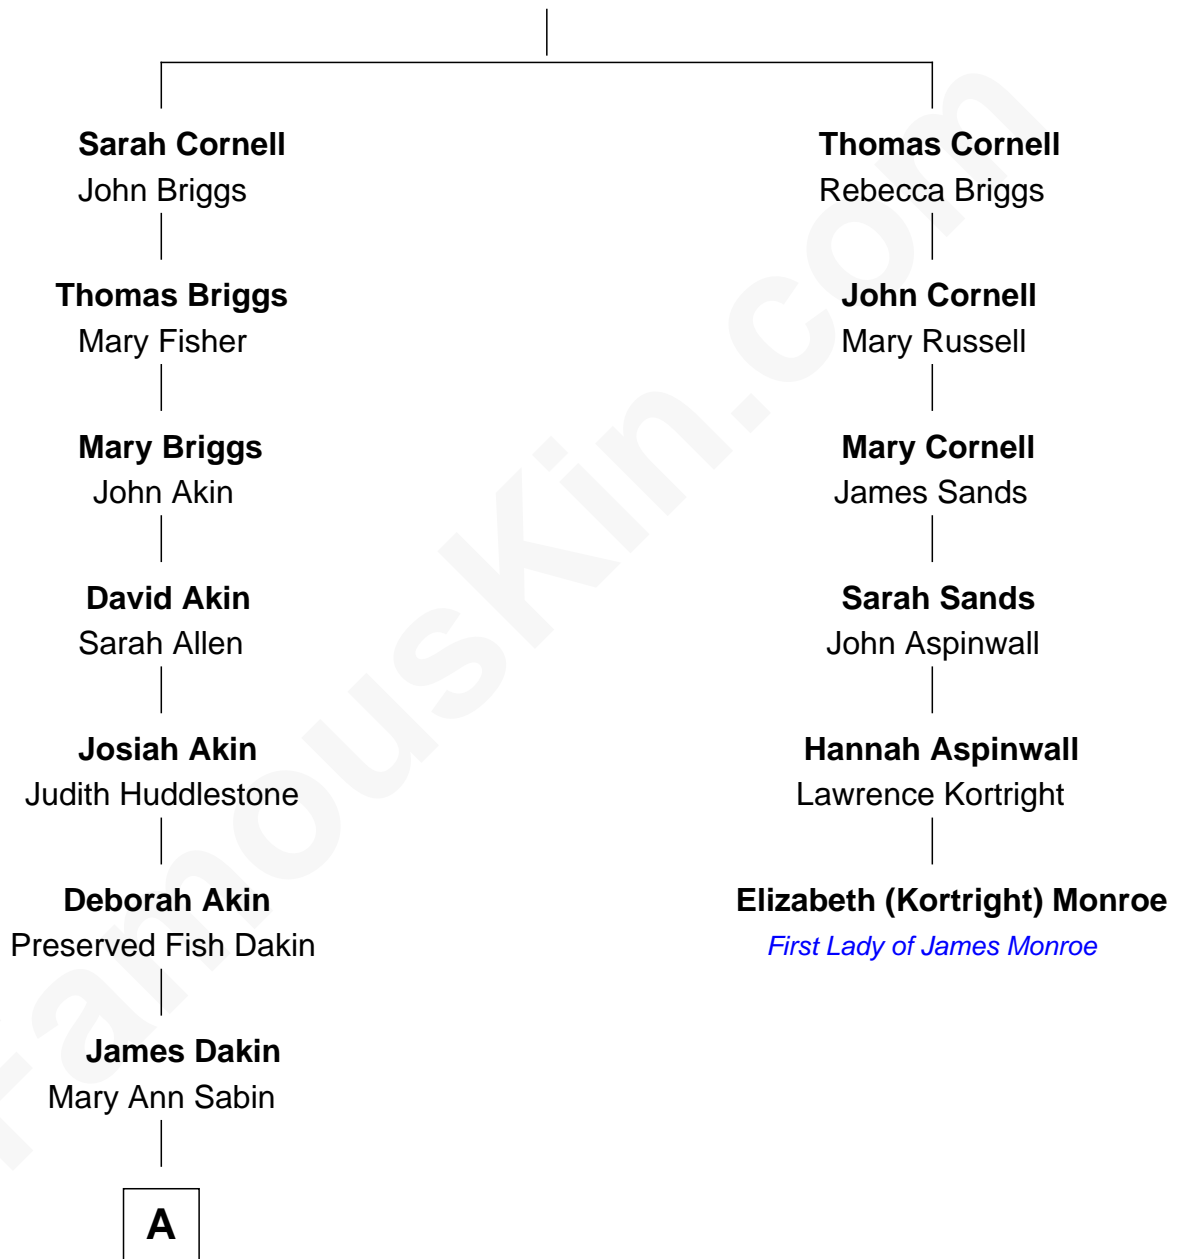 Sarah Cornell
John Briggs
Thomas Briggs
Mary Fisher
Mary Briggs
John Akin
David Akin
Sarah Allen
Josiah Akin
Judith Huddlestone
Deborah Akin
Preserved Fish Dakin
James Dakin
Mary Ann Sabin
A
Thomas Cornell
Rebecca Briggs
John Cornell
Mary Russell
Mary Cornell
James Sands
Sarah Sands
John Aspinwall
Hannah Aspinwall
Lawrence Kortright
Elizabeth (Kortright) Monroe
First Lady of James Monroe
FamousKin.com